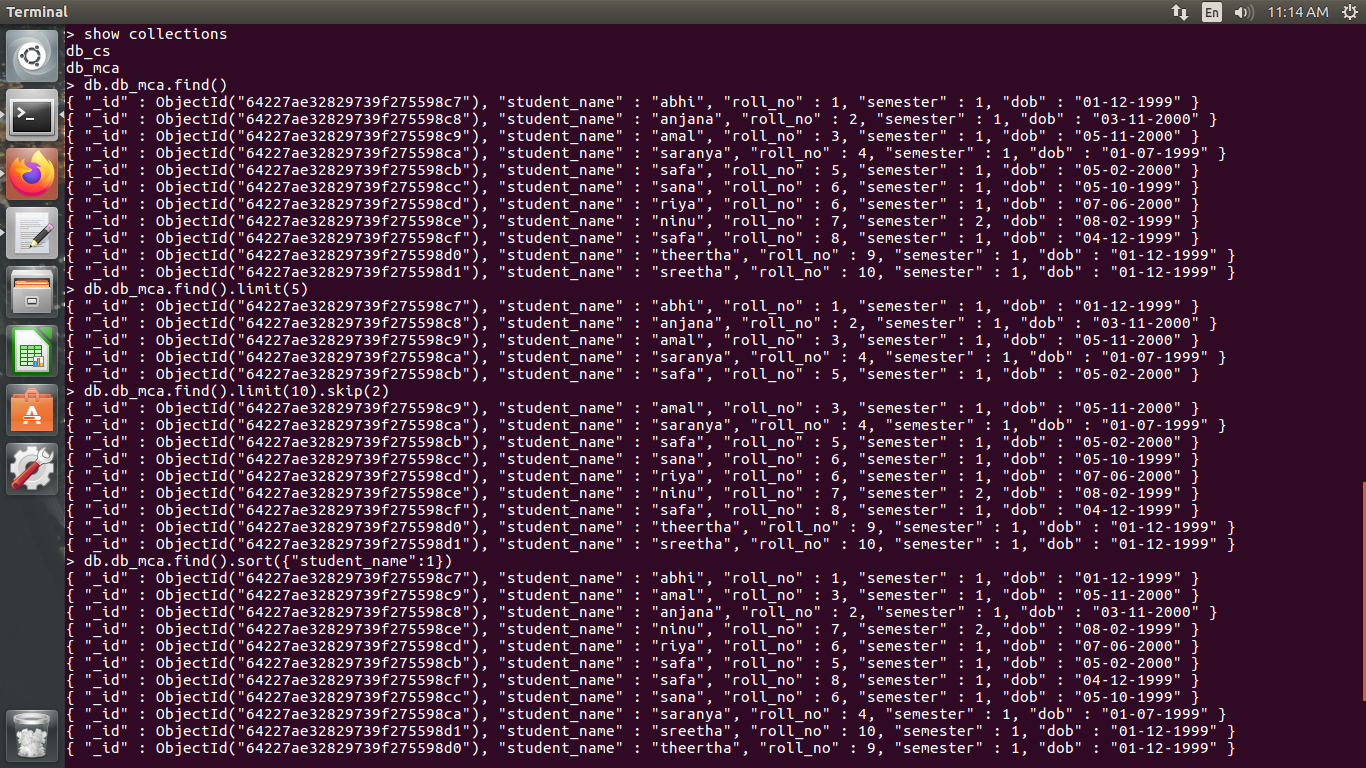 Terminal
En
11:14 AM
> show collections
db_cs
db_mca
> db.db_mca.find()
{ "_id" : ObjectId("64227ae32829739f275598c7"), "student_name" : "abhi", "roll_no" : 1, "semester" : 1, "dob" : "01-12-1999" }
{ "_id" : ObjectId("64227ae32829739f275598c8"), "student_name" : "anjana", "roll_no" : 2, "semester" : 1, "dob" : "03-11-2000" }
{ "_id" : ObjectId("64227ae32829739f275598c9"), "student_name" : "amal", "roll_no" : 3, "semester" : 1, "dob" : "05-11-2000" }
{ "_id" : ObjectId("64227ae32829739f275598ca"), "student_name" : "saranya", "roll_no" : 4, "semester" : 1, "dob" : "01-07-1999" }
{ "_id" : ObjectId("64227ae32829739f275598cb"), "student_name" : "safa", "roll_no" : 5, "semester" : 1, "dob" : "05-02-2000" }
{ "_id" : ObjectId("64227ae32829739f275598cc"), "student_name" : "sana", "roll_no" : 6, "semester" : 1, "dob" : "05-10-1999" }
{ "_id" : ObjectId("64227ae32829739f275598cd"), "student_name" : "riya", "roll_no" : 6, "semester" : 1, "dob" : "07-06-2000" }
{ "_id" : ObjectId("64227ae32829739f275598ce"), "student_name" : "ninu", "roll_no" : 7, "semester" : 2, "dob" : "08-02-1999" }
{ "_id" : ObjectId("64227ae32829739f275598cf"), "student_name" : "safa", "roll_no" : 8, "semester" : 1, "dob" : "04-12-1999" }
{ "_id" : ObjectId("64227ae32829739f275598d0"), "student_name" : "theertha", "roll_no" : 9, "semester" : 1, "dob" : "01-12-1999" }
{ "_id" : ObjectId("64227ae32829739f275598d1"), "student_name" : "sreetha", "roll_no" : 10, "semester" : 1, "dob" : "01-12-1999" }
> db.db_mca.find().limit(5)
{ "_id" : ObjectId("64227ae32829739f275598c7"), "student_name" : "abhi", "roll_no" : 1, "semester" : 1, "dob" : "01-12-1999" }
{ "_id" : ObjectId("64227ae32829739f275598c8"), "student_name" : "anjana", "roll_no" : 2, "semester" : 1, "dob" : "03-11-2000" }
{ "_id" : ObjectId("64227ae32829739f275598c9"), "student_name" : "amal", "roll_no" : 3, "semester" : 1, "dob" : "05-11-2000" }
{ "_id" : ObjectId("64227ae32829739f275598ca"), "student_name" : "saranya", "roll_no" : 4, "semester" : 1, "dob" : "01-07-1999" }
{ "_id" : ObjectId("64227ae32829739f275598cb"), "student_name" : "safa", "roll_no" : 5, "semester" : 1, "dob" : "05-02-2000" }
> db.db_mca.find().limit(10).skip(2)
{ "_id" : ObjectId("64227ae32829739f275598c9"), "student_name" : "amal", "roll_no" : 3, "semester" : 1, "dob" : "05-11-2000" }
{ "_id" : ObjectId("64227ae32829739f275598ca"), "student_name" : "saranya", "roll_no" : 4, "semester" : 1, "dob" : "01-07-1999" }
{ "_id" : ObjectId("64227ae32829739f275598cb"), "student_name" : "safa", "roll_no" : 5, "semester" : 1, "dob" : "05-02-2000" }
{ "_id" : ObjectId("64227ae32829739f275598cc"), "student_name" : "sana", "roll_no" : 6, "semester" : 1, "dob" : "05-10-1999" }
{ "_id" : ObjectId("64227ae32829739f275598cd"), "student_name" : "riya", "roll_no" : 6, "semester" : 1, "dob" : "07-06-2000" }
{ "_id" : ObjectId("64227ae32829739f275598ce"), "student_name" : "ninu", "roll_no" : 7, "semester" : 2, "dob" : "08-02-1999" }
{ "_id" : ObjectId("64227ae32829739f275598cf"), "student_name" : "safa", "roll_no" : 8, "semester" : 1, "dob" : "04-12-1999" }
{ "_id" : ObjectId("64227ae32829739f275598d0"), "student_name" : "theertha", "roll_no" : 9, "semester" : 1, "dob" : "01-12-1999" }
{ "_id" : ObjectId("64227ae32829739f275598d1"), "student_name" : "sreetha", "roll_no" : 10, "semester" : 1, "dob" : "01-12-1999" }
> db.db_mca.find().sort({"student_name":1})
{ "_id" : ObjectId("64227ae32829739f275598c7"), "student_name" : "abhi", "roll_no" : 1, "semester" : 1, "dob" : "01-12-1999" }
{ "_id" : ObjectId("64227ae32829739f275598c9"), "student_name" : "amal", "roll_no" : 3, "semester" : 1, "dob" : "05-11-2000" }
{ "_id" : ObjectId("64227ae32829739f275598c8"), "student_name" : "anjana", "roll_no" : 2, "semester" : 1, "dob" : "03-11-2000" }
{ "_id" : ObjectId("64227ae32829739f275598ce"), "student_name" : "ninu", "roll_no" : 7, "semester" : 2, "dob" : "08-02-1999" }
{ "_id" : ObjectId("64227ae32829739f275598cd"), "student_name" : "riya", "roll_no" : 6, "semester" : 1, "dob" : "07-06-2000" }
{ "_id" : ObjectId("64227ae32829739f275598cb"), "student_name" : "safa", "roll_no" : 5, "semester" : 1, "dob" : "05-02-2000" }
{ "_id" : ObjectId("64227ae32829739f275598cf"), "student_name" : "safa", "roll_no" : 8, "semester" : 1, "dob" : "04-12-1999" }
{ "_id" : ObjectId("64227ae32829739f275598cc"), "student_name" : "sana", "roll_no" : 6, "semester" : 1, "dob" : "05-10-1999" }
{ "_id" : ObjectId("64227ae32829739f275598ca"), "student_name" : "saranya", "roll_no" : 4, "semester" : 1, "dob" : "01-07-1999" }
{ "_id" : ObjectId("64227ae32829739f275598d1"), "student_name" : "sreetha", "roll_no" : 10, "semester" : 1, "dob" : "01-12-1999" }
{ "_id" : ObjectId("64227ae32829739f275598d0"), "student_name" : "theertha", "roll_no" : 9, "semester" : 1, "dob" : "01-12-1999" }